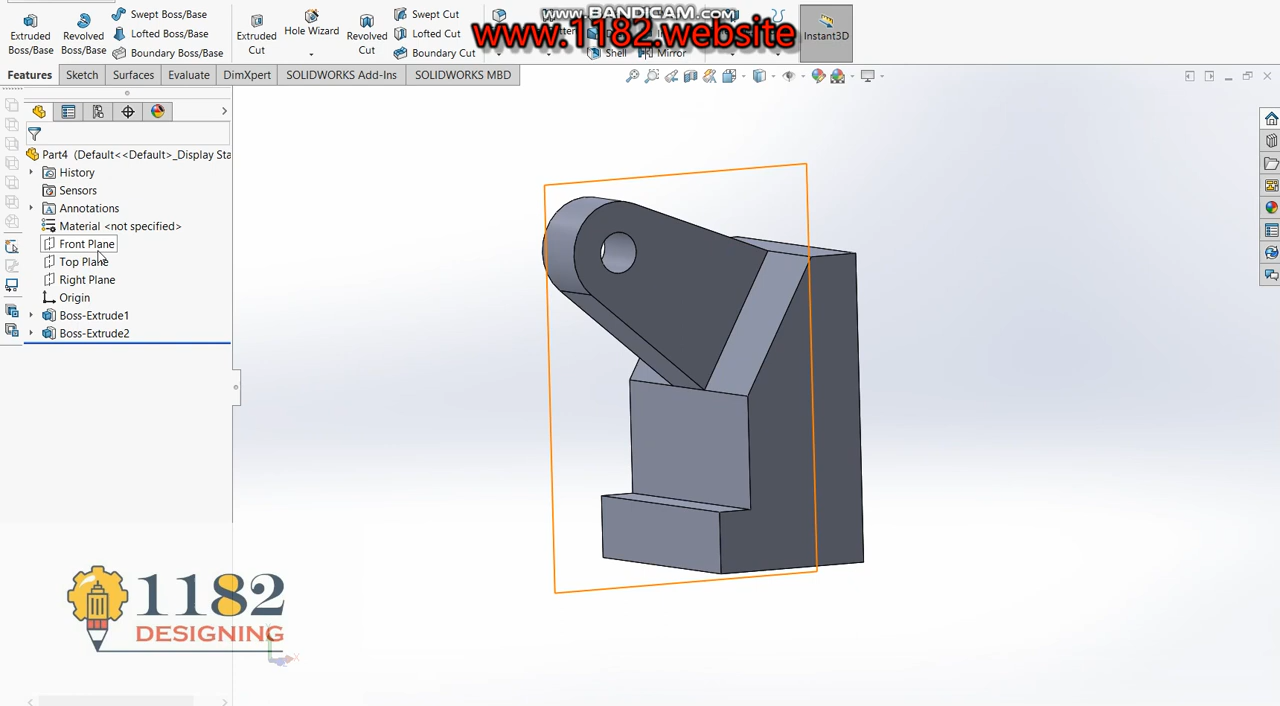 www.BANDICAM.com
www.1182.website
Extruded Boss/Base
Revolved Boss/Base
Swept Boss/Base
Lofted Boss/Base
Boundary Boss/Base
Extruded Cut
Hole Wizard
Revolved Cut
Swept Cut
Lofted Cut
Boundary Cut
Shell
Mirror
Instant3D
Features
Sketch
Surfaces
Evaluate
DimXpert
SOLIDWORKS Add-Ins
SOLIDWORKS MBD
Part4 (Default<<Default>_Display Sta
History
Sensors
Annotations
Material <not specified>
Front Plane
Top Plane
Right Plane
Origin
Boss-Extrude1
Boss-Extrude2
1182
DESIGNING